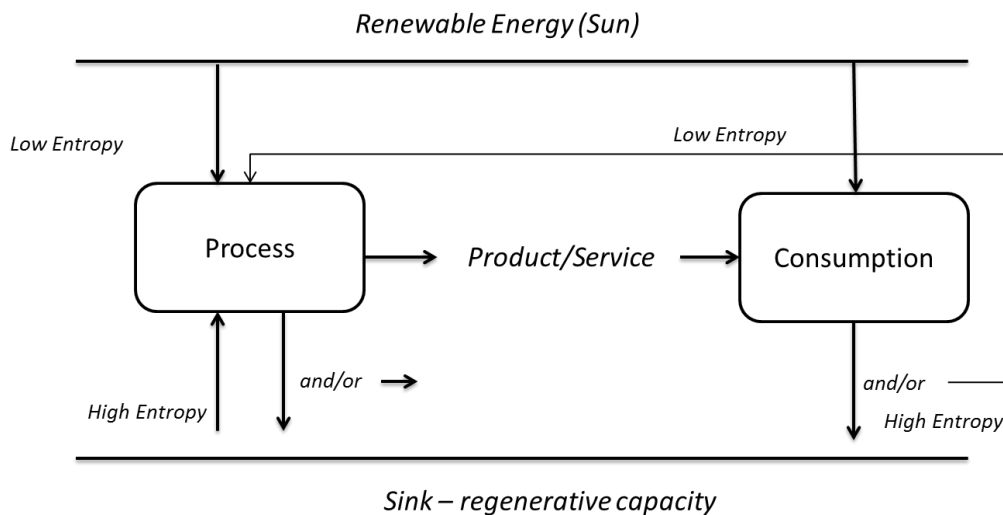 Renewable Energy (Sun)
Low Entropy
Low Entropy
Process
Product/Service
Consumption
and/or
and/or
High Entropy
High Entropy
Sink – regenerative capacity